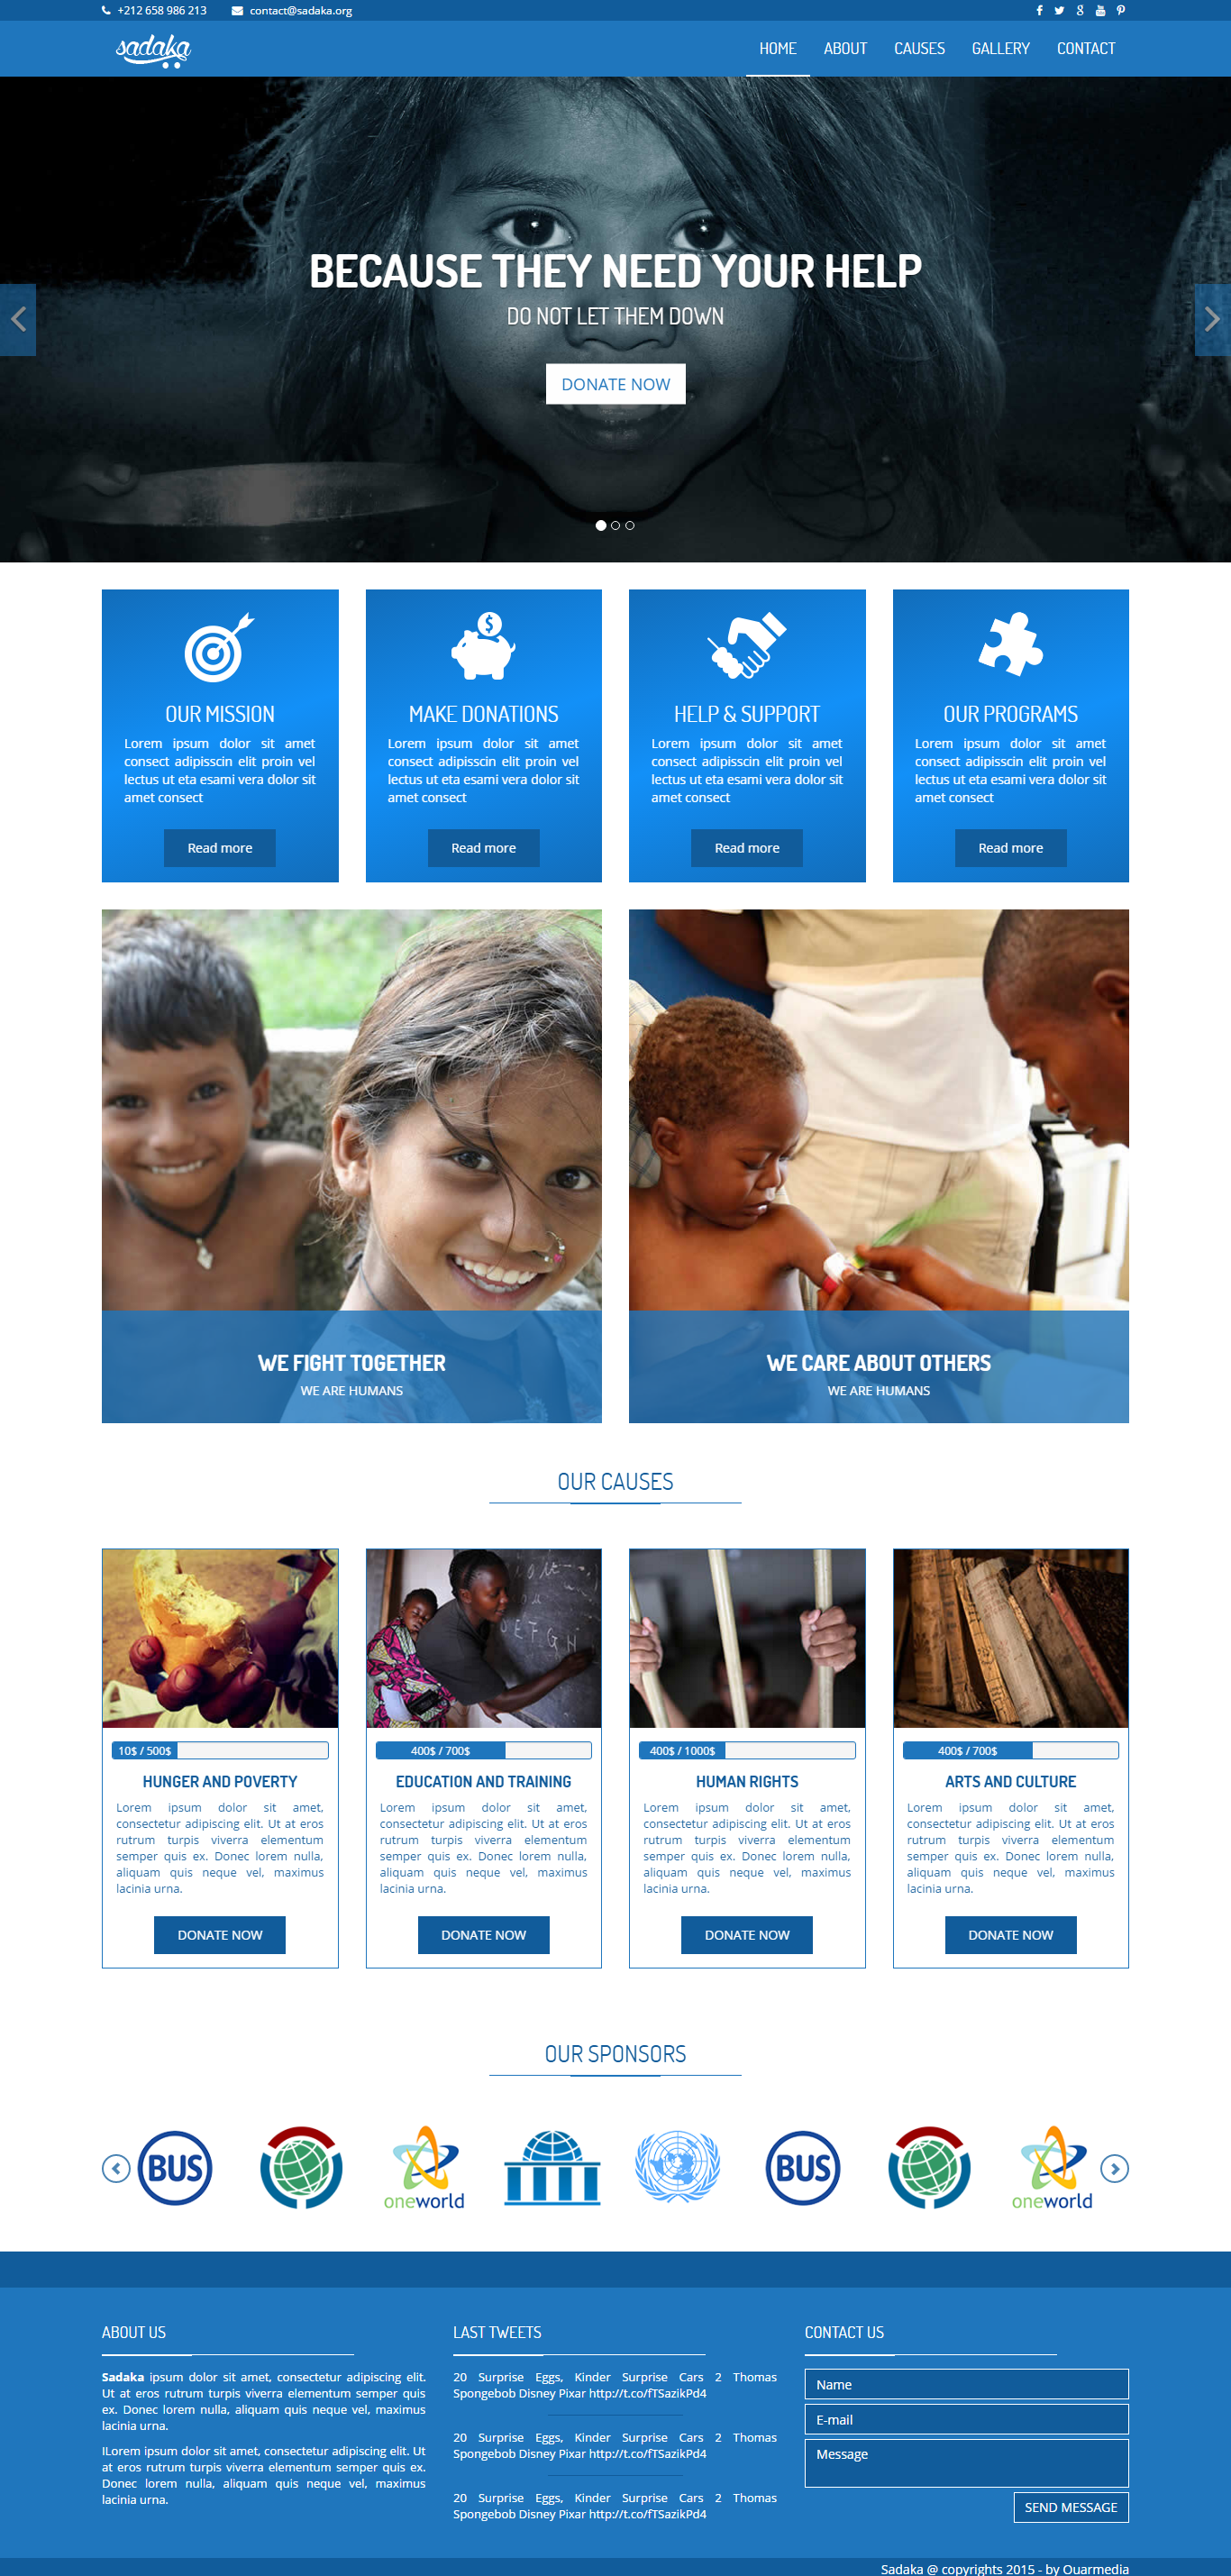 +212 658 986 213 contact@sadaka.org
sadaka
HOME ABOUT CAUSES GALLERY CONTACT
BECAUSE THEY NEED YOUR HELP
DO NOT LET THEM DOWN
DONATE NOW
OUR MISSION
Lorem ipsum dolor sit amet
consect adipisscin elit proin vel
lectus ut eta esami vera dolor sit
amet consect
Read more
MAKE DONATIONS
Lorem ipsum dolor sit amet
consect adipisscin elit proin vel
lectus ut eta esami vera dolor sit
amet consect
Read more
HELP & SUPPORT
Lorem ipsum dolor sit amet
consect adipisscin elit proin vel
lectus ut eta esami vera dolor sit
amet consect
Read more
OUR PROGRAMS
Lorem ipsum dolor sit amet
consect adipisscin elit proin vel
lectus ut eta esami vera dolor sit
amet consect
Read more
WE FIGHT TOGETHER
WE ARE HUMANS
WE CARE ABOUT OTHERS
WE ARE HUMANS
OUR CAUSES
10$ / 500$
HUNGER AND POVERTY
Lorem ipsum dolor sit amet,
consectetur adipiscing elit. Ut at eros
rutrum turpis viverra elementum
semper quis ex. Donec lorem nulla,
aliquam quis neque vel, maximus
lacinia urna.
DONATE NOW
400$ / 700$
EDUCATION AND TRAINING
Lorem ipsum dolor sit amet,
consectetur adipiscing elit. Ut at eros
rutrum turpis viverra elementum
semper quis ex. Donec lorem nulla,
aliquam quis neque vel, maximus
lacinia urna.
DONATE NOW
400$ / 1000$
HUMAN RIGHTS
Lorem ipsum dolor sit amet,
consectetur adipiscing elit. Ut at eros
rutrum turpis viverra elementum
semper quis ex. Donec lorem nulla,
aliquam quis neque vel, maximus
lacinia urna.
DONATE NOW
400$ / 700$
ARTS AND CULTURE
Lorem ipsum dolor sit amet,
consectetur adipiscing elit. Ut at eros
rutrum turpis viverra elementum
semper quis ex. Donec lorem nulla,
aliquam quis neque vel, maximus
lacinia urna.
DONATE NOW
OUR SPONSORS
BUS
oneworld
BUS
oneworld
ABOUT US
Sadaka ipsum dolor sit amet, consectetur adipiscing elit.
Ut at eros rutrum turpis viverra elementum semper quis
ex. Donec lorem nulla, aliquam quis neque vel, maximus
lacinia urna.
ILorem ipsum dolor sit amet, consectetur adipiscing elit. Ut
at eros rutrum turpis viverra elementum semper quis ex.
Donec lorem nulla, aliquam quis neque vel, maximus
lacinia urna.
LAST TWEETS
20 Surprise Eggs, Kinder Surprise Cars 2 Thomas
Spongebob Disney Pixar http://t.co/fTSazikPd4
20 Surprise Eggs, Kinder Surprise Cars 2 Thomas
Spongebob Disney Pixar http://t.co/fTSazikPd4
20 Surprise Eggs, Kinder Surprise Cars 2 Thomas
Spongebob Disney Pixar http://t.co/fTSazikPd4
CONTACT US
Name
E-mail
Message
SEND MESSAGE
Sadaka @ copyrights 2015 - by Ouarmedia